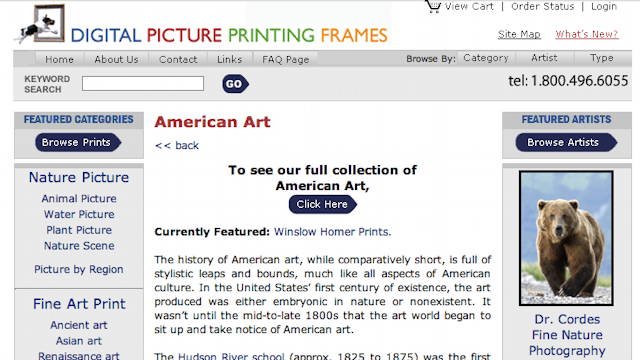 View Cart | Order Status | Login
DIGITAL PICTURE PRINTING FRAMES
Site Map What's New?
Home About Us Contact Links FAQ Page Browse By: Category Artist Type
KEYWORD
SEARCH
GO
tel: 1.800.496.6055
FEATURED CATEGORIES
Browse Prints
Nature Picture
Animal Picture
Water Picture
Plant Picture
Nature Scene
Picture by Region
Fine Art Print
Ancient art
Asian art
Renaissance art
American Art
<< back
To see our full collection of
American Art,
Click Here
Currently Featured: Winslow Homer Prints.
The history of American art, while comparatively short, is full of
stylistic leaps and bounds, much like all aspects of American
culture. In the United States' first century of existence, the art
produced was either embryonic in nature or nonexistent. It
wasn't until the mid-to-late 1800s that the art world began to
sit up and take notice of American art.
The Hudson River school (approx. 1825 to 1875) was the first
FEATURED ARTISTS
Browse Artists
Dr. Cordes
Fine Nature
Photography